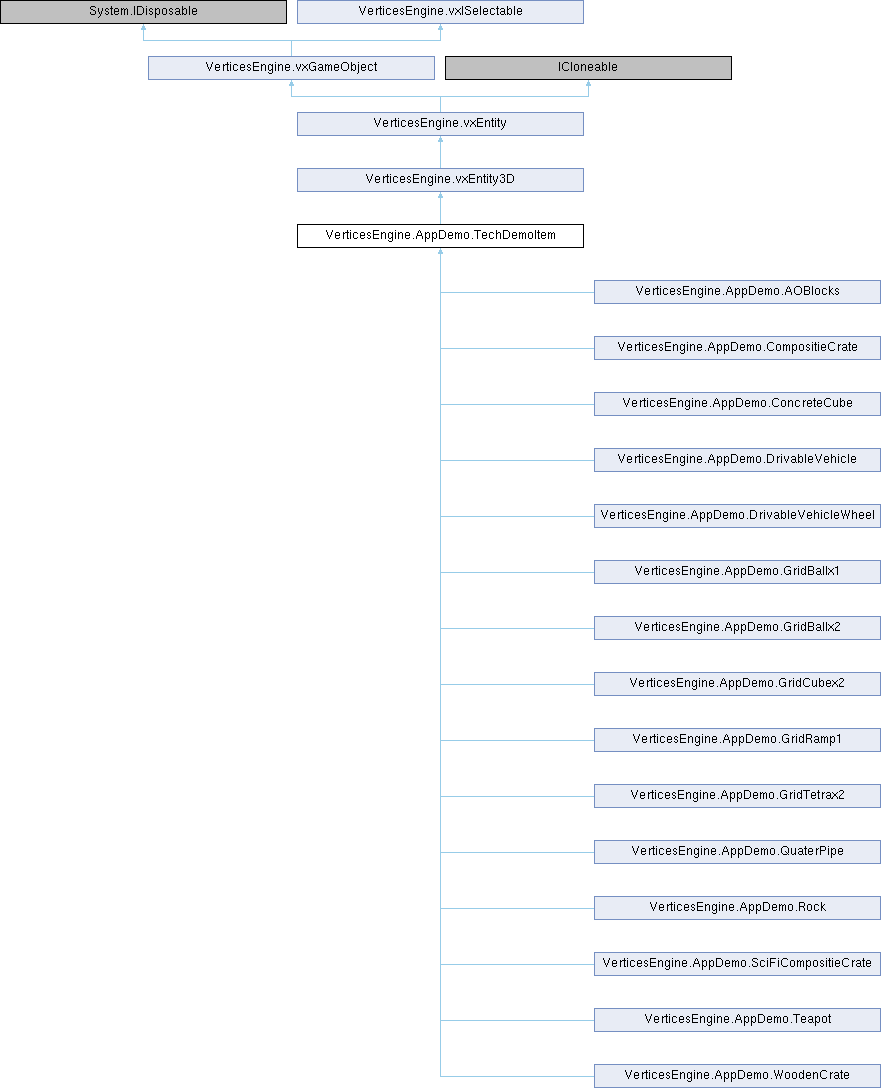 System.IDisposable
VerticesEngine.vxISelectable
VerticesEngine.vxGameObject
ICloneable
VerticesEngine.vxEntity
VerticesEngine.vxEntity3D
VerticesEngine.AppDemo.TechDemoItem
VerticesEngine.AppDemo.AOBlocks
VerticesEngine.AppDemo.CompositieCrate
VerticesEngine.AppDemo.ConcreteCube
VerticesEngine.AppDemo.DrivableVehicle
VerticesEngine.AppDemo.DrivableVehicleWheel
VerticesEngine.AppDemo.GridBallx1
VerticesEngine.AppDemo.GridBallx2
VerticesEngine.AppDemo.GridCubex2
VerticesEngine.AppDemo.GridRamp1
VerticesEngine.AppDemo.GridTetrax2
VerticesEngine.AppDemo.QuaterPipe
VerticesEngine.AppDemo.Rock
VerticesEngine.AppDemo.SciFiCompositieCrate
VerticesEngine.AppDemo.Teapot
VerticesEngine.AppDemo.WoodenCrate